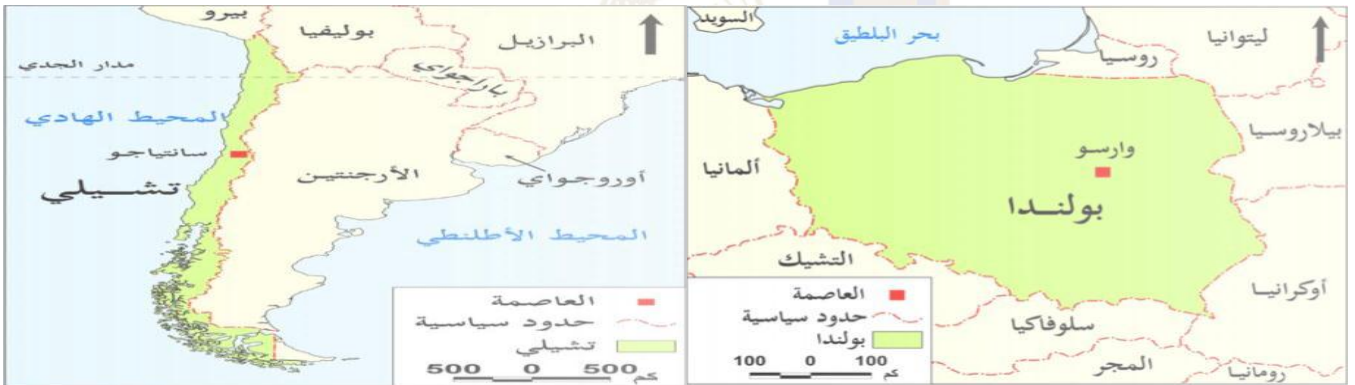 بيرو
بوليفيا
البرازيل
مدار الجدي
باراجواي
المحيط الهادي
سانتياجو
تشيلي
الأرجنتين
أوروجواي
المحيط الأطلنطي
العاصمة
حدود سياسية
تشيلي
500 0 500
كم
السويد
بحر البلطيق
ليتوانيا
روسيا
بيلاروسيا
ألمانيا
وارسو
بولندا
التشيك
أوكرانيا
سلوفاكيا
المجر
رومانيا
العاصمة
حدود سياسية
بولندا
100 0 100
كم